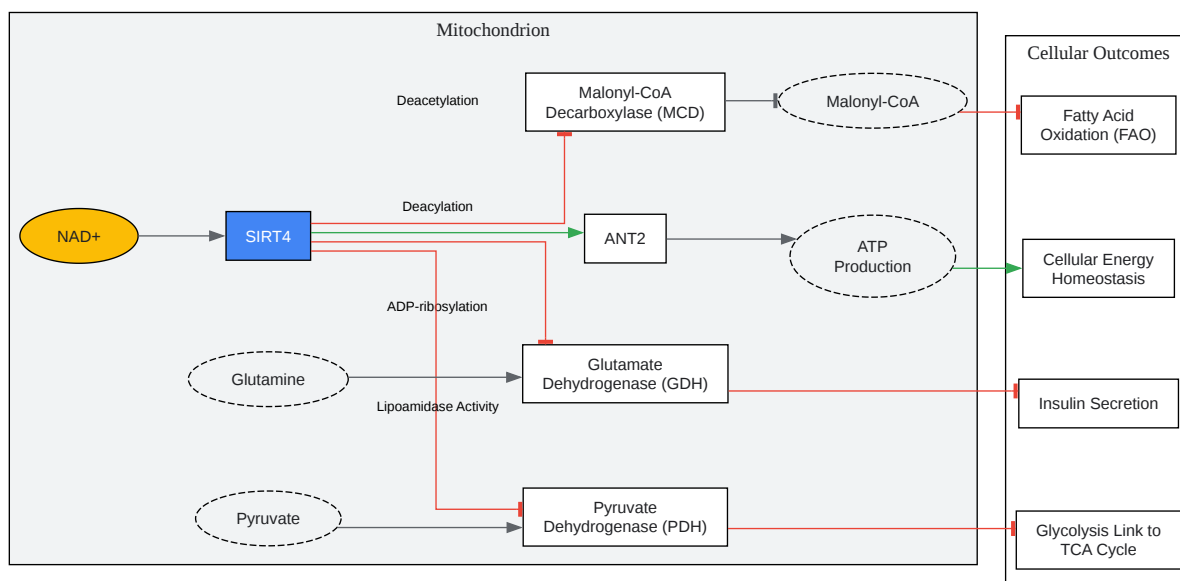 Mitochondrion
Cellular Outcomes
Deacetylation
Malonyl-CoA
Decarboxylase (MCD)
Malonyl-CoA
Fatty Acid
Oxidation (FAO)
Deacylation
NAD+
SIRT4
ANT2
ATP
Production
Cellular Energy
Homeostasis
ADP-ribosylation
Glutamine
Glutamate
Dehydrogenase (GDH)
Insulin Secretion
Lipoamidase Activity
Pyruvate
Pyruvate
Dehydrogenase (PDH)
Glycolysis Link to
TCA Cycle